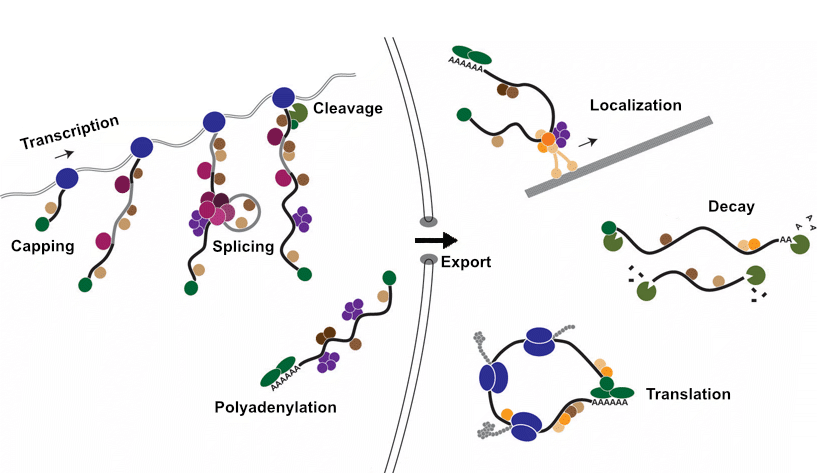 Transcription
Cleavage
Capping
Splicing
Export
AAAAAA
Polyadenylation
AAAAAA
Localization
Decay
AA
A
A
A
Translation
AAAAAA